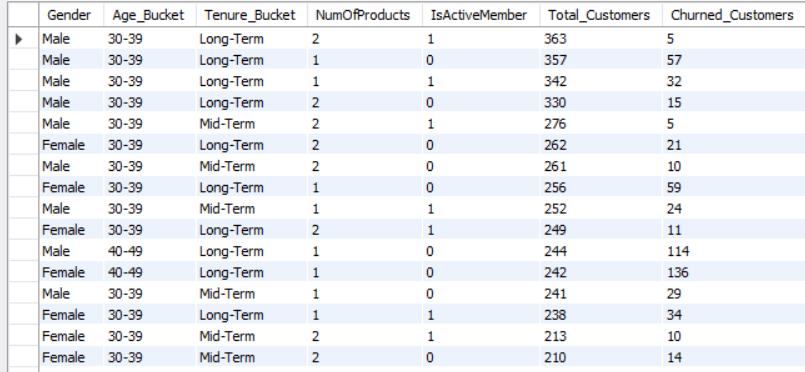 Gender Age_Bucket Tenure_Bucket NumOfProducts IsActiveMember Total_Customers Churned_Customers
Male 30-39 Long-Term 2 1 363 5
Male 30-39 Long-Term 1 0 357 57
Male 30-39 Long-Term 1 1 342 32
Male 30-39 Long-Term 2 0 330 15
Male 30-39 Mid-Term 2 1 276 5
Female 30-39 Long-Term 2 0 262 21
Male 30-39 Mid-Term 2 0 261 10
Female 30-39 Long-Term 1 0 256 59
Male 30-39 Mid-Term 1 1 252 24
Female 30-39 Long-Term 2 1 249 11
Male 40-49 Long-Term 1 0 244 114
Female 40-49 Long-Term 1 0 242 136
Male 30-39 Mid-Term 1 0 241 29
Female 30-39 Long-Term 1 1 238 34
Female 30-39 Mid-Term 2 1 213 10
Female 30-39 Mid-Term 2 0 210 14